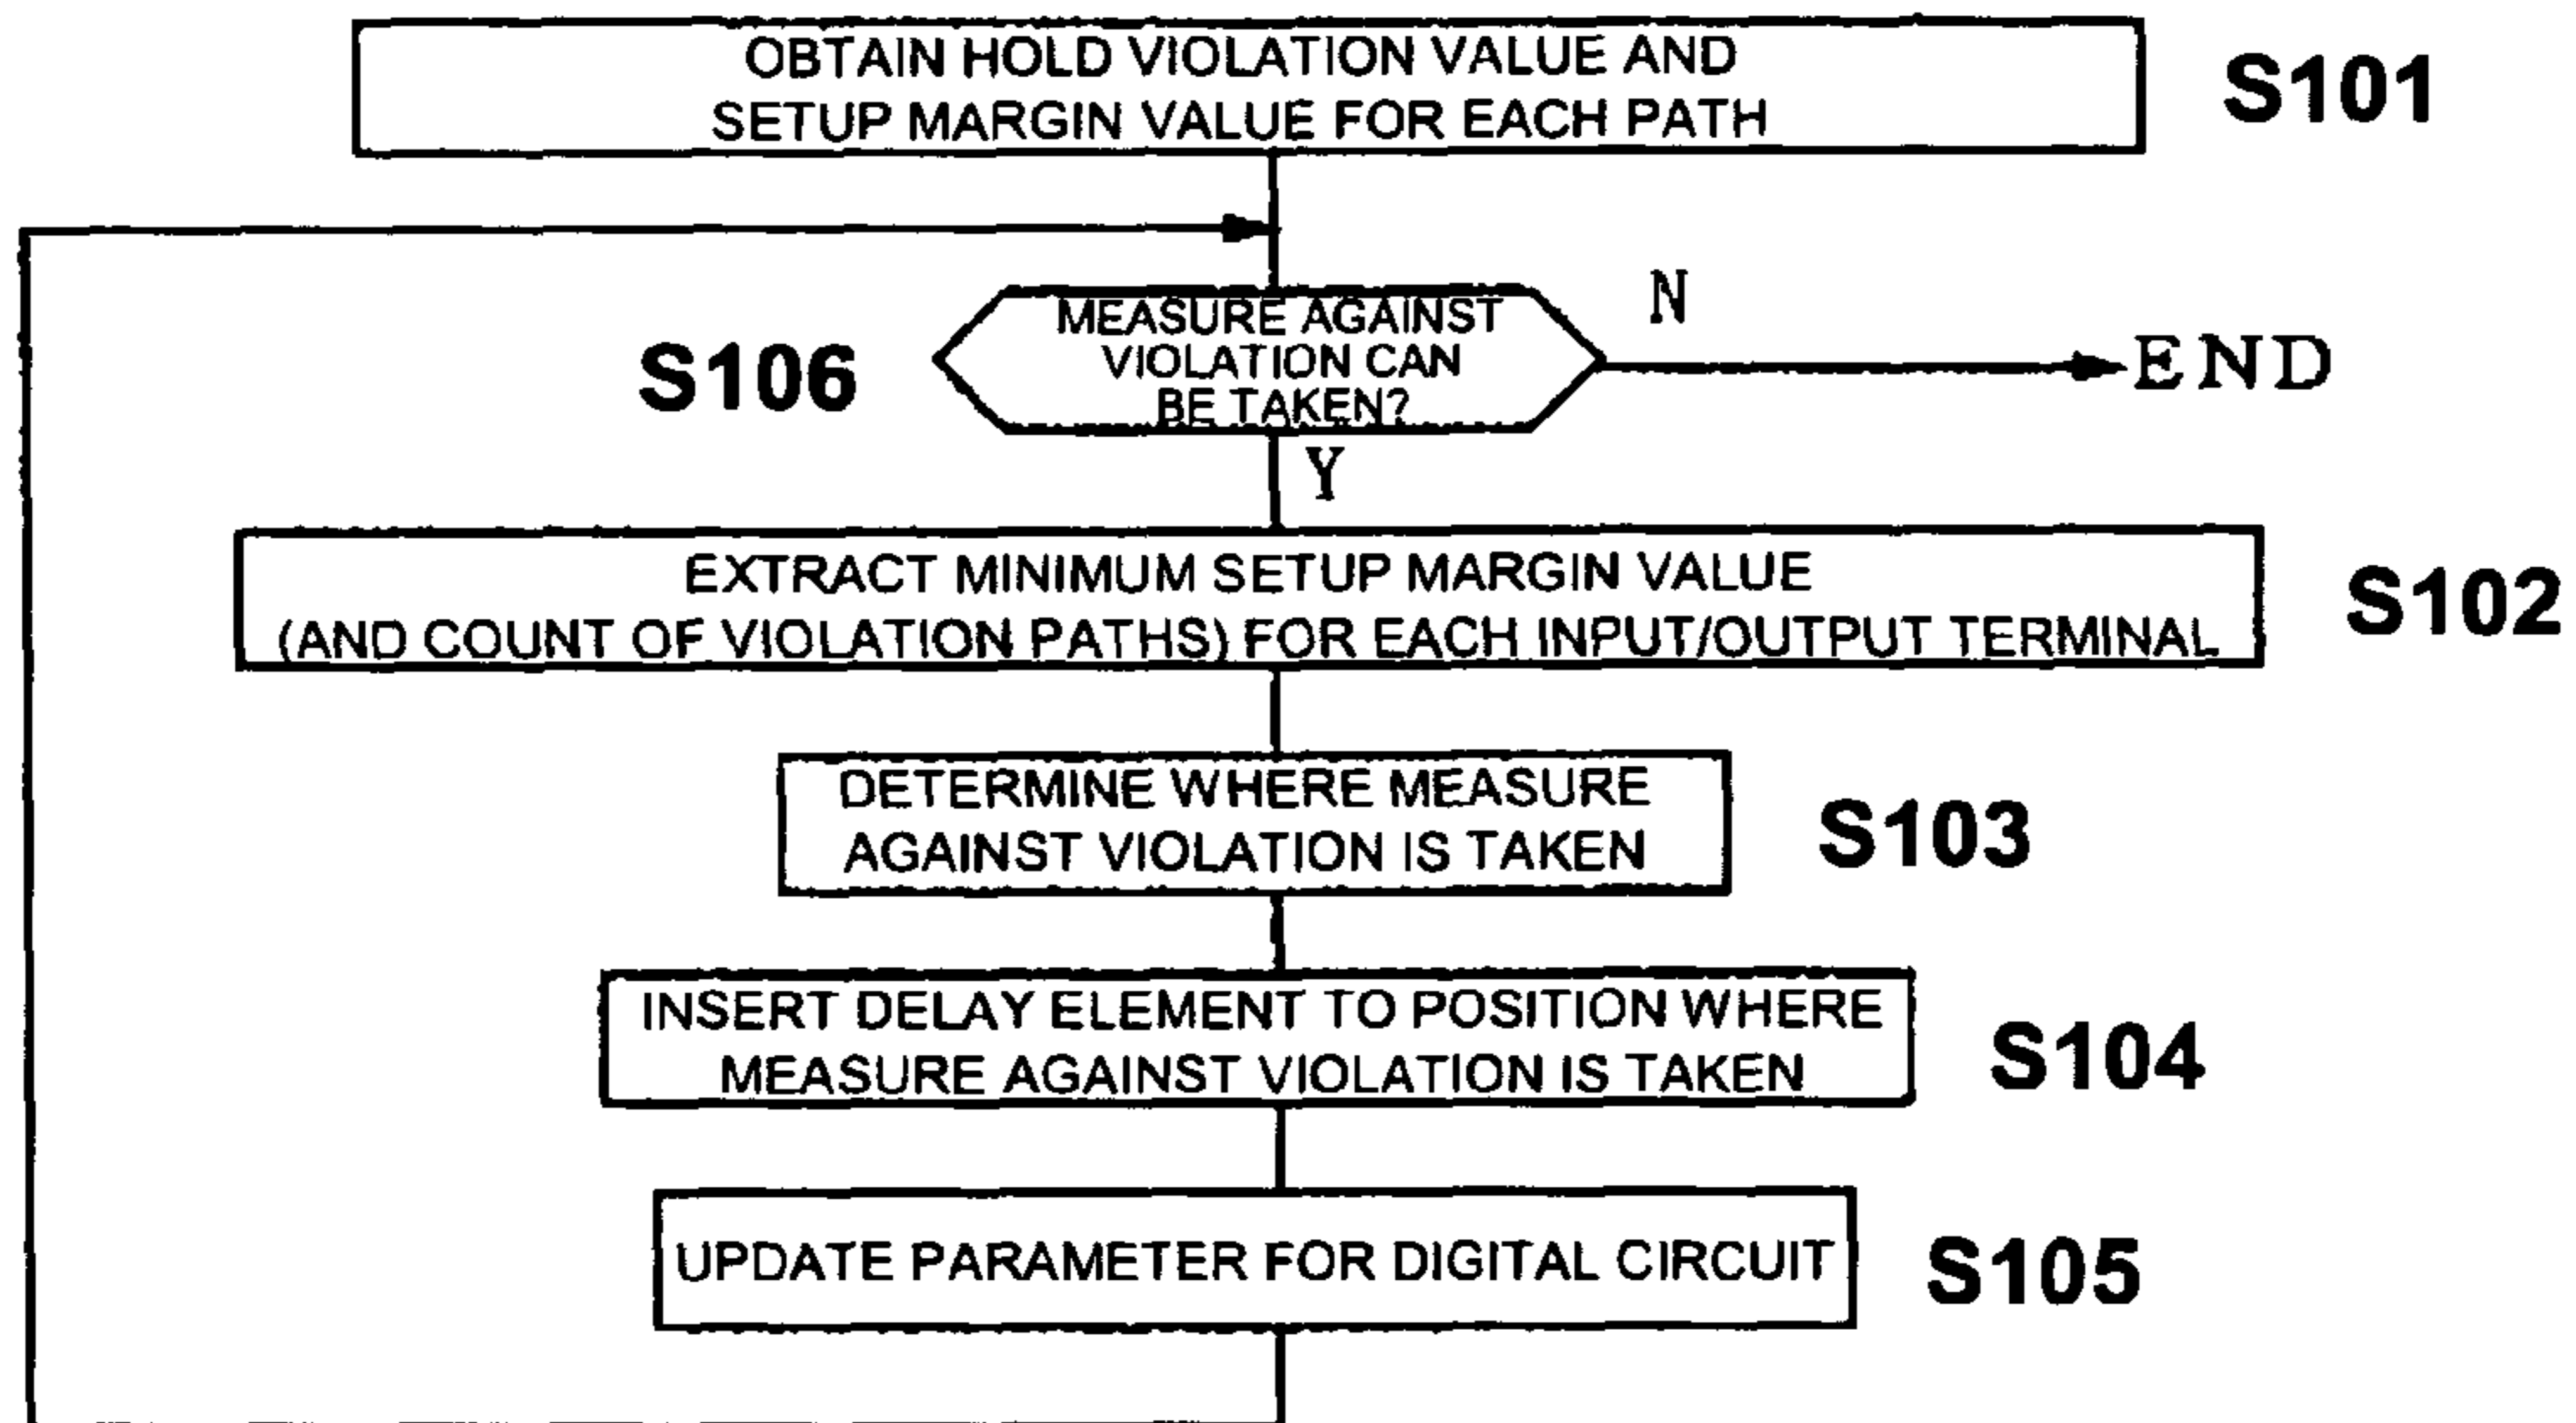 OBTAIN HOLD VIOLATION VALUE AND
SETUP MARGIN VALUE FOR EACH PATH
S101
MEASURE AGAINST
VIOLATION CAN
BE TAKEN?
S106
N
END
Y
EXTRACT MINIMUM SETUP MARGIN VALUE
(AND COUNT OF VIOLATION PATHS) FOR EACH INPUT/OUTPUT TERMINAL
S102
DETERMINE WHERE MEASURE
AGAINST VIOLATION IS TAKEN
S103
INSERT DELAY ELEMENT TO POSITION WHERE
MEASURE AGAINST VIOLATION IS TAKEN
S104
UPDATE PARAMETER FOR DIGITAL CIRCUIT
S105